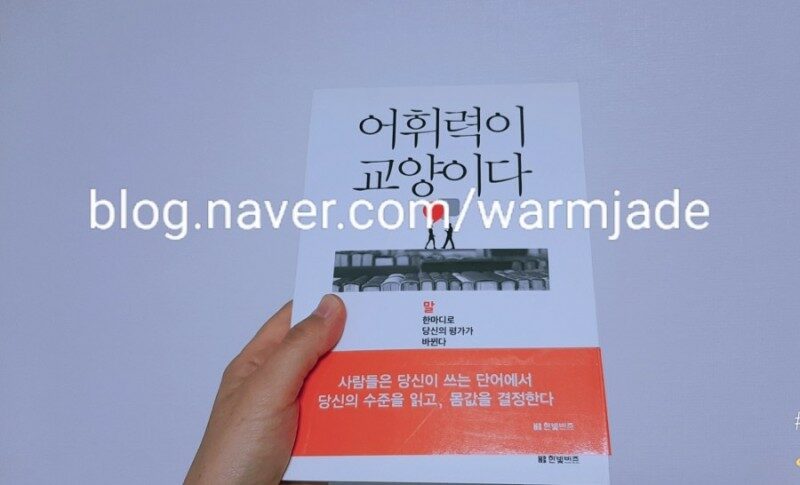 어휘력이
교양이다
blog.naver.com/warmjade
말
한마디로
당신의 평가가
바뀐다
사람들은 당신이 쓰는 단어에서
당신의 수준을 읽고, 몸값을 결정한다
한빛비즈
한빛비즈
#